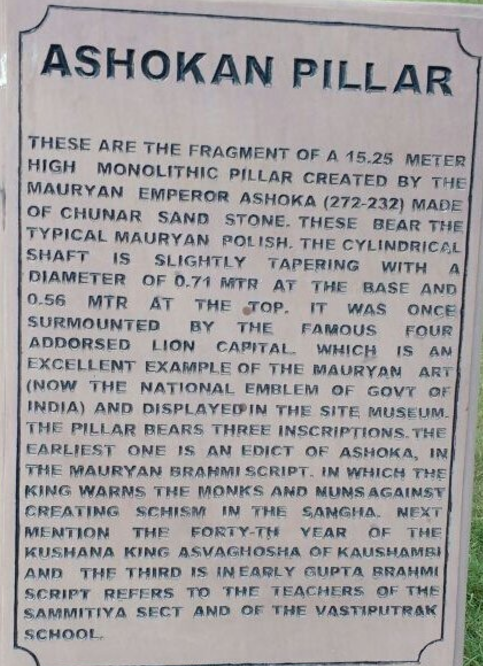 ASHOKAN PILLAR
THESE ARE THE FRAGMENT OF A 15.25 METER
HIGH MONOLITHIC PILLAR CREATED BY THE
MAURYAN EMPEROR ASHOKA (272-232) MADE
OF CHUNAR SAND STONE. THESE BEAR THE
TYPICAL MAURYAN POLISH. THE CYLINDRICAL
SHAFT IS SLIGHTLY TAPERING WITH A
DIAMETER OF 0.71 MTR AT THE BASE AND
0.56 MTR AT THE TOP. IT WAS ONCE
SURMOUNTED BY THE FAMOUS FOUR
ADDORSED LION CAPITAL. WHICH IS AN
EXCELLENT EXAMPLE OF THE MAURYAN ART
(NOW THE NATIONAL EMBLEM OF GOVT OF
INDIA) AND DISPLAYED IN THE SITE MUSEUM.
THE PILLAR BEARS THREE INSCRIPTIONS. THE
EARLIEST ONE IS AN EDICT OF ASHOKA, IN
THE MAURYAN BRAHMI SCRIPT. IN WHICH THE
KING WARNS THE MONKS AND NUNS AGAINST
CREATING SCHISM IN THE SANGHA. NEXT
MENTION THE FORTY-TH YEAR OF THE
KUSHANA KING ASVAGHOSHA OF KAUSHAMBI
AND THE THIRD IS IN EARLY GUPTA BRAHMI
SCRIPT REFERS TO THE TEACHERS OF THE
SAMMITIYA SECT AND OF THE VASTIPUTRAK
SCHOOL.